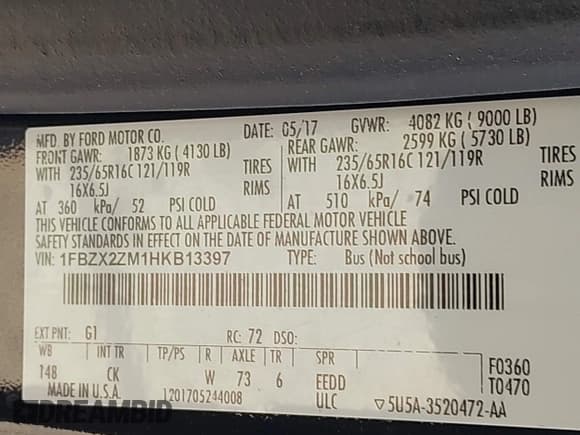 MFD. BY FORD MOTOR CO. DATE: 05/17 GVWR: 4082 KG ( 9000 LB)
FRONT GAWR: 1873 KG ( 4130 LB) REAR GAWR: 2599 KG ( 5730 LB)
WITH 235/65R16C 121/119R TIRES WITH 235/65R16C 121/119R TIRES
16X6.5J RIMS 16X6.5J RIMS
AT 360 kPa/ 52 PSI COLD AT 510 kPa/ 74 PSI COLD
THIS VEHICLE CONFORMS TO ALL APPLICABLE FEDERAL MOTOR VEHICLE
SAFETY STANDARDS IN EFFECT ON THE DATE OF MANUFACTURE SHOWN ABOVE.
VIN: 1FBZX2ZM1HKB13397 TYPE: Bus (Not school bus)
EXT PNT: G1 RC: 72 DSO:
WB INT TR TP/PS R AXLE TR SPR F0360
148 CK W 73 6 EEDD T0470
MADE IN U.S.A. 1201705244008 ULC ▽5U5A-3520472-AA
DREAMBID